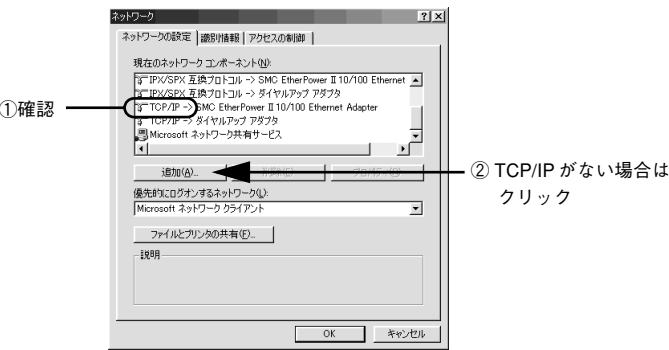 ネットワーク
ネットワークの設定 識別情報 アクセスの制御
現在のネットワーク コンポーネント(N):
IPX/SPX 互換プロトコル -> SMC EtherPower II 10/100 Ethernet
IPX/SPX 互換プロトコル -> ダイヤルアップ アダプタ
TCP/IP -> SMC EtherPower II 10/100 Ethernet Adapter
TCP/IP -> ダイヤルアップ アダプタ
Microsoft ネットワーク共有サービス
①確認
追加(A)...
② TCP/IP がない場合は
クリック
優先的にログオンするネットワーク(L):
Microsoft ネットワーク クライアント
ファイルとプリンタの共有(F)...
説明
OK キャンセル